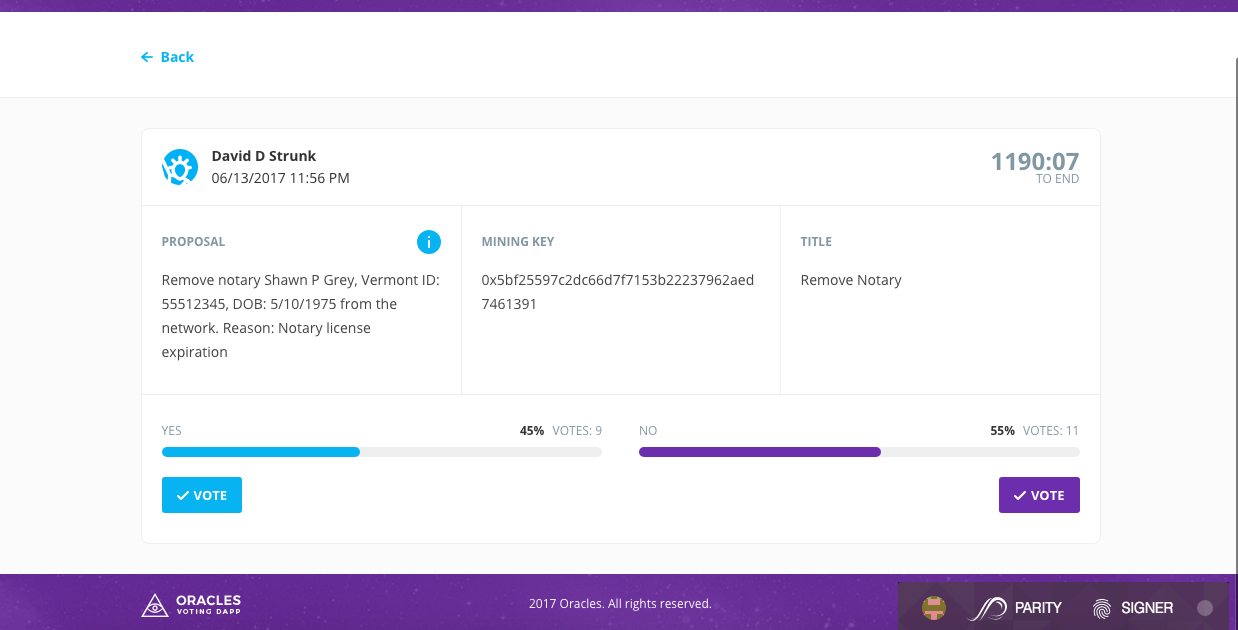 Back
David D Strunk
06/13/2017 11:56 PM
1190:07
TO END
PROPOSAL
Remove notary Shawn P Grey, Vermont ID:
55512345, DOB: 5/10/1975 from the
network. Reason: Notary license
expiration
MINING KEY
0x5bf25597c2dc66d7f7153b22237962aed
7461391
TITLE
Remove Notary
YES
45% VOTES: 9
NO
55% VOTES: 11
VOTE
VOTE
ORACLES
VOTING DAPP
2017 Oracles. All rights reserved.
PARITY
SIGNER